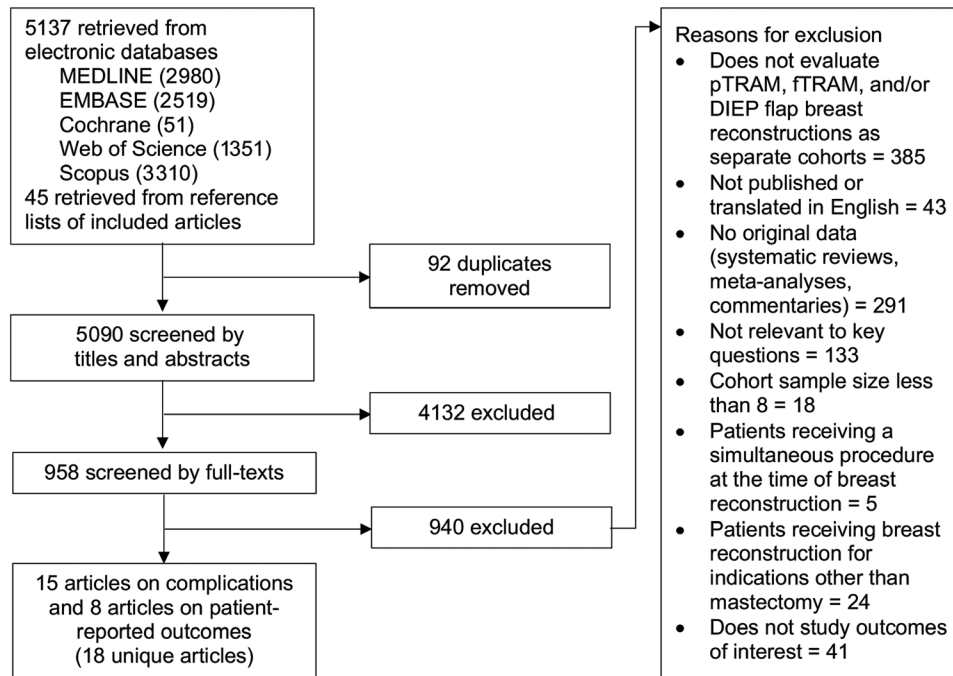 5137 retrieved from
electronic databases
MEDLINE (2980)
EMBASE (2519)
Cochrane (51)
Web of Science (1351)
Scopus (3310)
45 retrieved from reference
lists of included articles
92 duplicates
removed
5090 screened by
titles and abstracts
4132 excluded
958 screened by full-texts
940 excluded
15 articles on complications
and 8 articles on patient-
reported outcomes
(18 unique articles)
Reasons for exclusion
• Does not evaluate
pTRAM, fTRAM, and/or
DIEP flap breast
reconstructions as
separate cohorts = 385
• Not published or
translated in English = 43
• No original data
(systematic reviews,
meta-analyses,
commentaries) = 291
• Not relevant to key
questions = 133
• Cohort sample size less
than 8 = 18
• Patients receiving a
simultaneous procedure
at the time of breast
reconstruction = 5
• Patients receiving breast
reconstruction for
indications other than
mastectomy = 24
• Does not study outcomes
of interest = 41